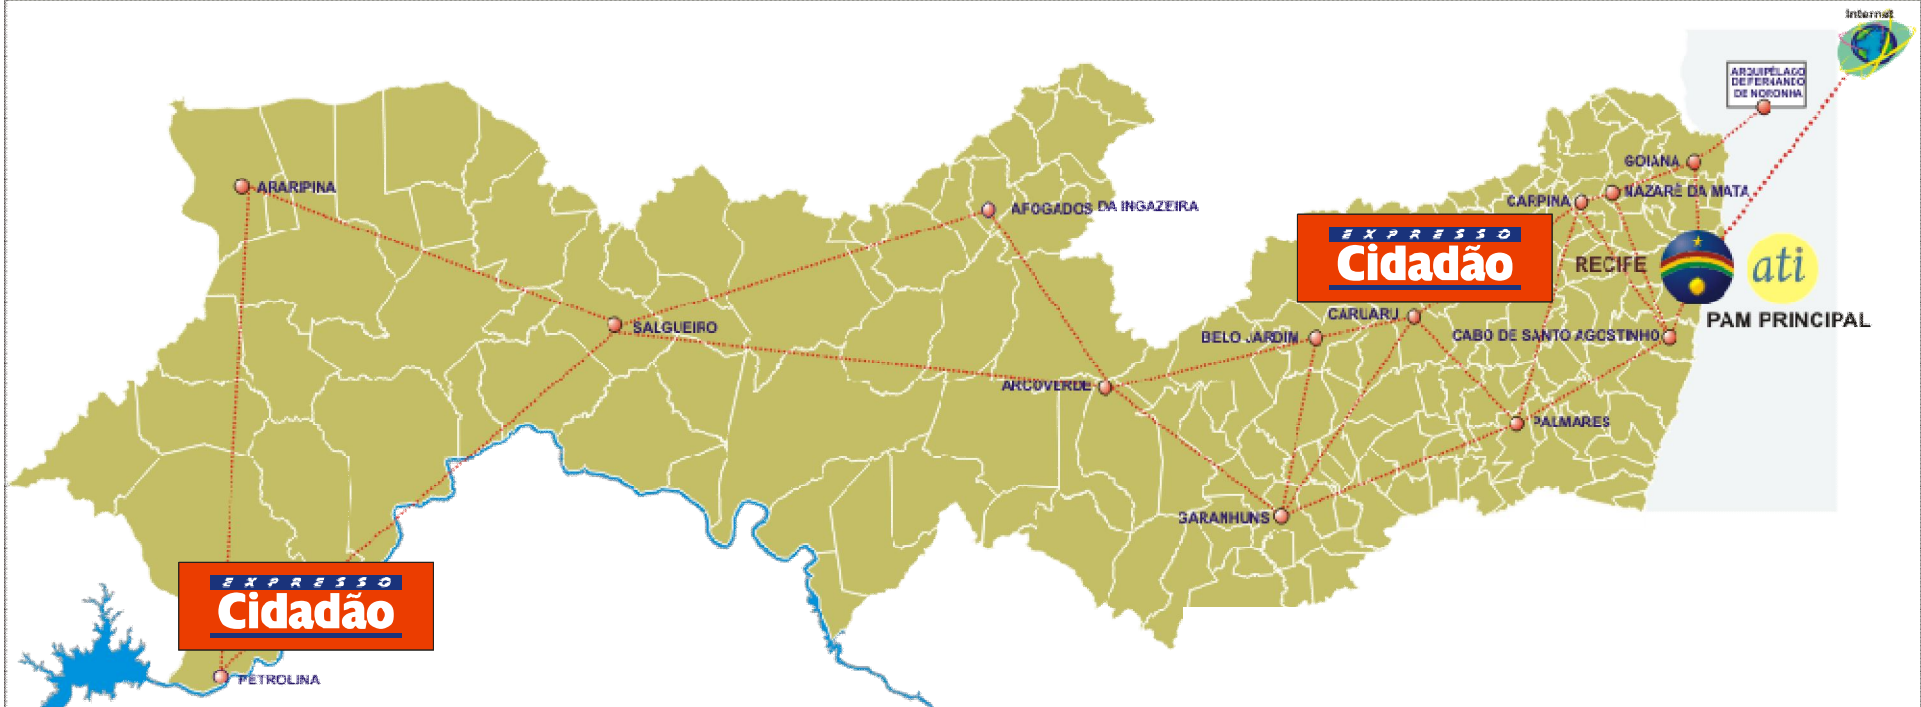 Internet
ARQUIPÉLAGO
DE FERNANDO
DE NORONHA
GOIANA
ARARIPINA
NAZARÉ DA MATA
CARPINA
AFOGADOS DA INGAZEIRA
EXPRESSO
Cidadão
RECIFE
ati
PAM PRINCIPAL
SALGUEIRO
CARUARU
BELO JARDIM
CABO DE SANTO AGOSTINHO
ARCOVERDE
PALMARES
GARANHUNS
EXPRESSO
Cidadão
PETROLINA